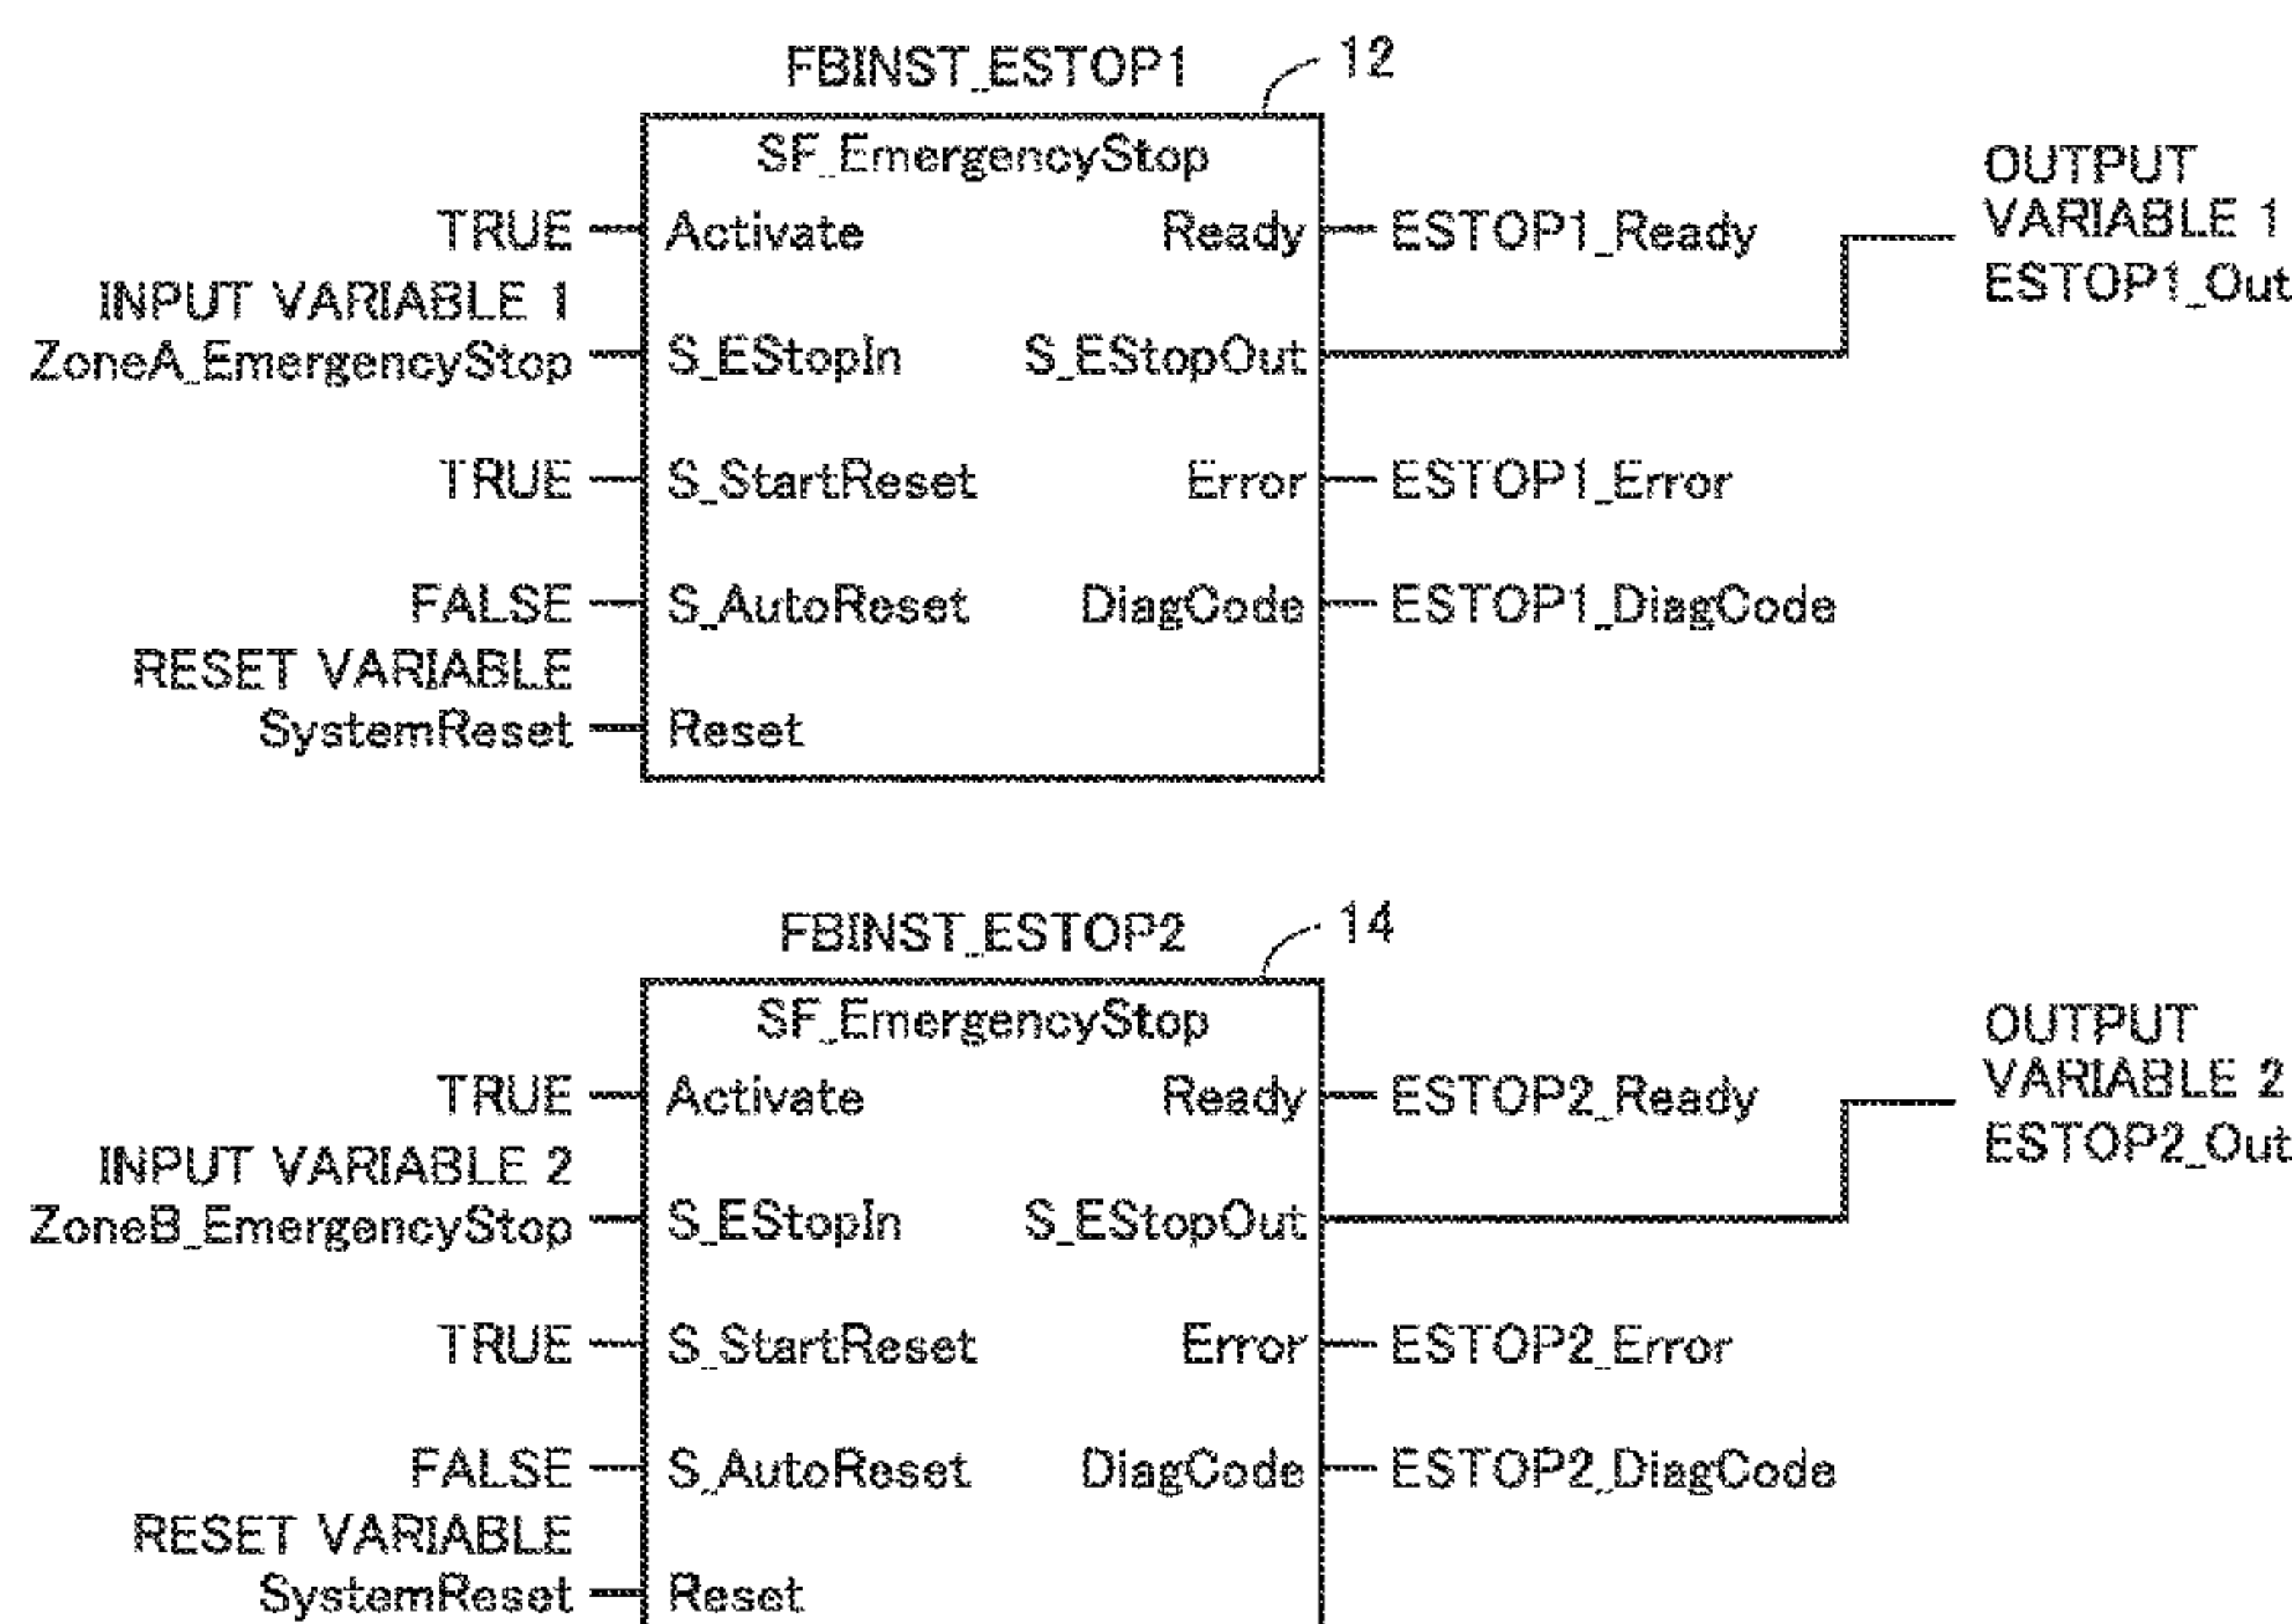 FBINST_ESTOP1
12
SF_EmergencyStop
TRUE
Activate
Ready
ESTOP1_Ready
OUTPUT
VARIABLE 1
ESTOP1_Out
INPUT VARIABLE 1
ZoneA_EmergencyStop
S_EStopIn
S_EStopOut
TRUE
S_StartReset
Error
ESTOP1_Error
FALSE
S_AutoReset
DiagCode
ESTOP1_DiagCode
RESET VARIABLE
SystemReset
Reset
FBINST_ESTOP2
14
SF_EmergencyStop
TRUE
Activate
Ready
ESTOP2_Ready
OUTPUT
VARIABLE 2
ESTOP2_Out
INPUT VARIABLE 2
ZoneB_EmergencyStop
S_EStopIn
S_EStopOut
TRUE
S_StartReset
Error
ESTOP2_Error
FALSE
S_AutoReset
DiagCode
ESTOP2_DiagCode
RESET VARIABLE
SystemReset
Reset